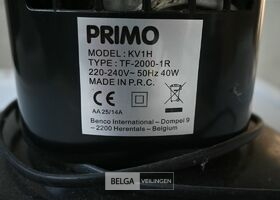 PRIMO
MODEL: KV1H
TYPE: TF-2000-1R
220-240V~ 50Hz 40W
MADE IN P.R.C.
AA 25/14A
Benco International – Dompel 9
– 2200 Herentals – Belgium
BELGA VEILINGEN